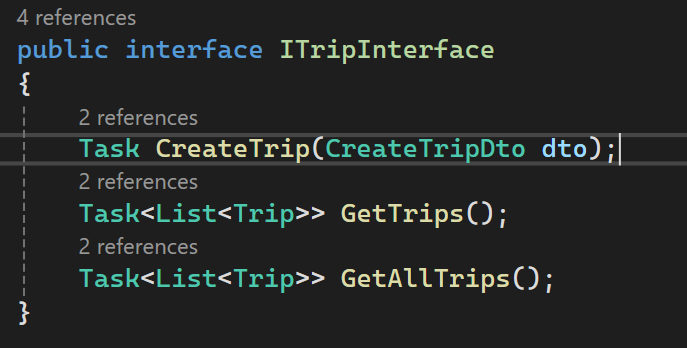 4 references
public interface ITripInterface
{
2 references
Task CreateTrip(CreateTripDto dto);
2 references
Task<List<Trip>> GetTrips();
2 references
Task<List<Trip>> GetAllTrips();
}